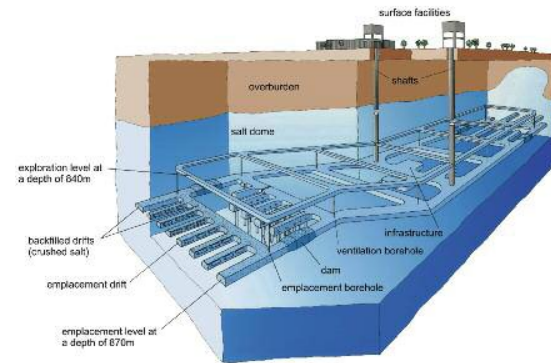 surface facilities
shafts
overburden
salt dome
exploration level at
a depth of 840m
backfilled drifts
(crushed salt)
infrastructure
ventilation borehole
dam
emplacement drift
emplacement borehole
emplacement level at
a depth of 870m